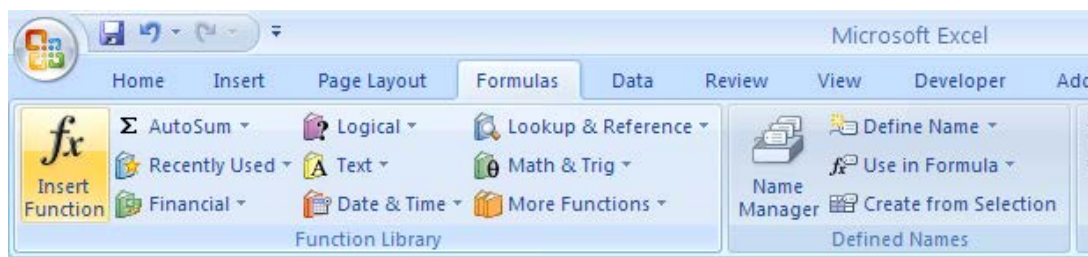 Microsoft Excel
Home Insert Page Layout Formulas Data Review View Developer
fx Σ AutoSum Logical Lookup & Reference Define Name
Recently Used A Text θ Math & Trig fx Use in Formula
Insert Function Financial Date & Time More Functions Name Manager Create from Selection
Function Library Defined Names